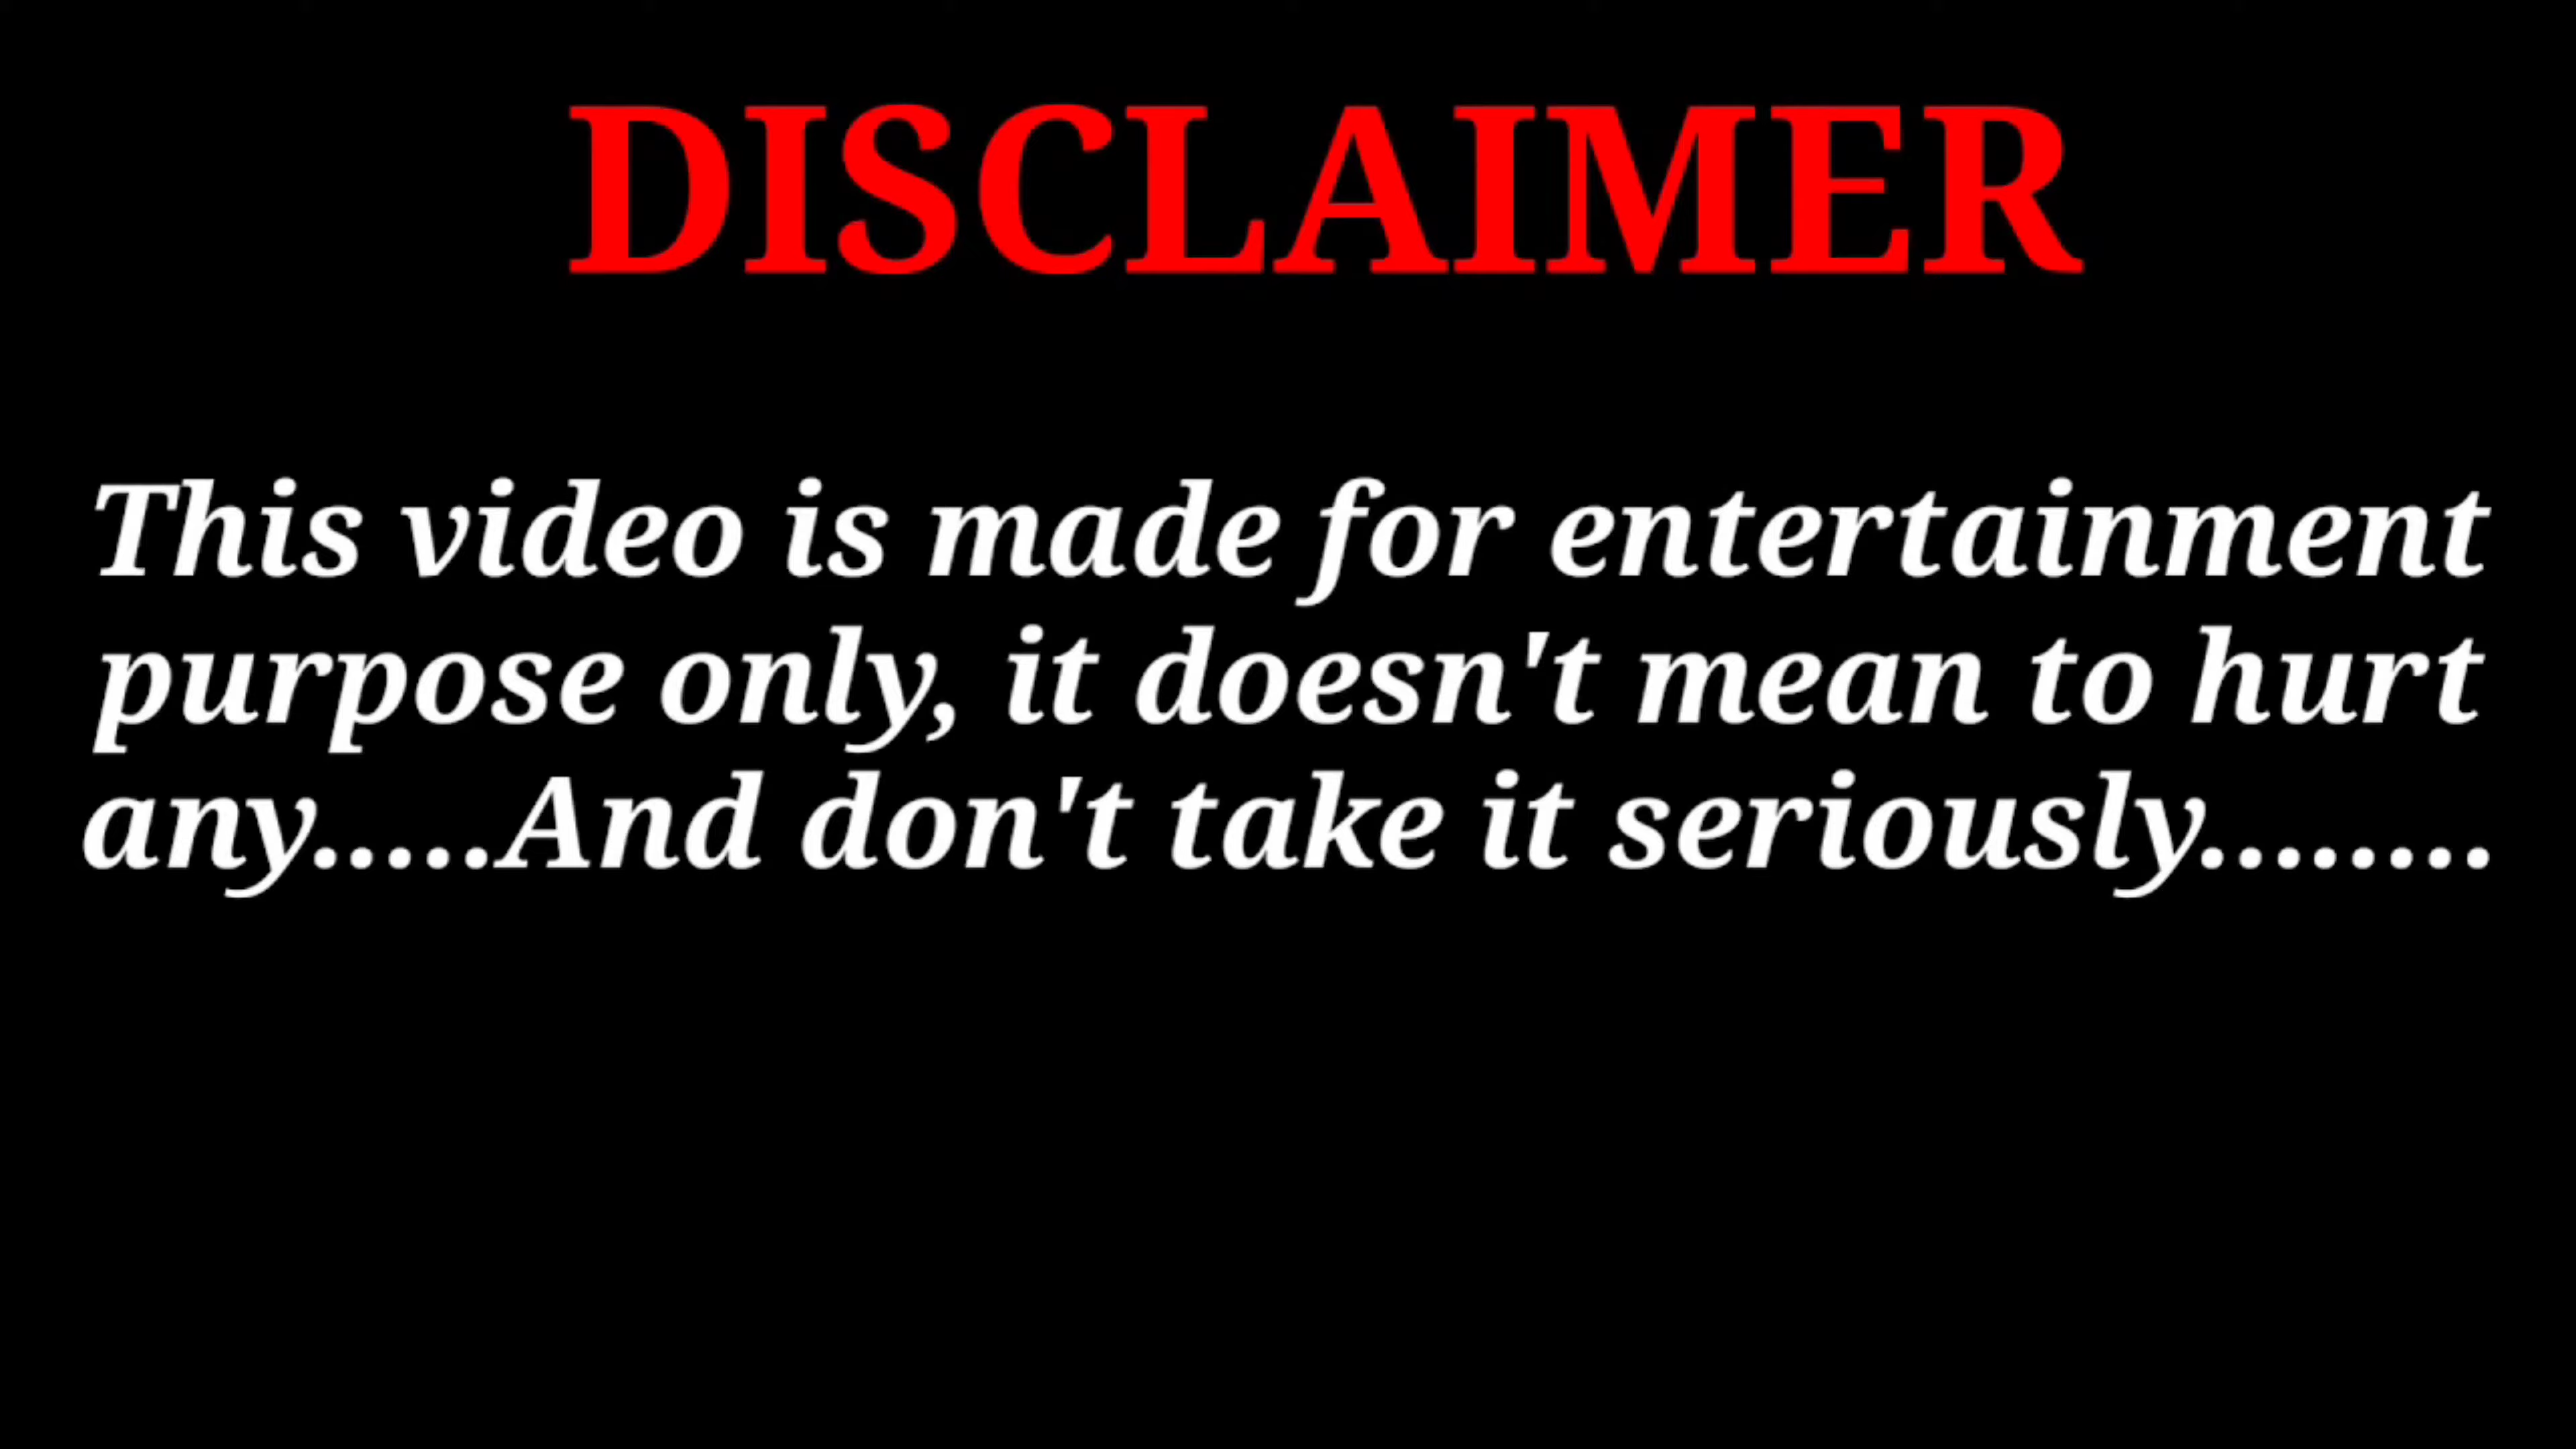 DISCLAIMER
This video is made for entertainment
purpose only, it doesn't mean to hurt
any.....And don't take it seriously........